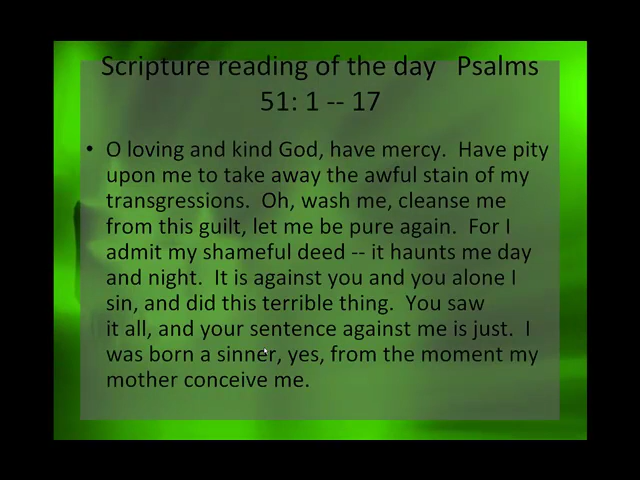 Scripture reading of the day   Psalms
51: 1 -- 17
• O loving and kind God, have mercy.  Have pity
upon me to take away the awful stain of my
transgressions.  Oh, wash me, cleanse me
from this guilt, let me be pure again.  For I
admit my shameful deed -- it haunts me day
and night.  It is against you and you alone I
sin, and did this terrible thing.  You saw
it all, and your sentence against me is just.  I
was born a sinner, yes, from the moment my
mother conceive me.